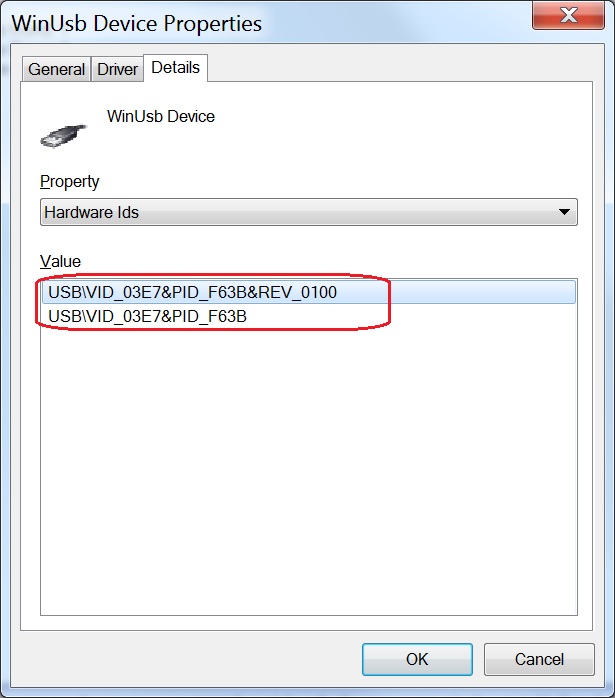 WinUsb Device Properties
General Driver Details
WinUsb Device
Property
Hardware Ids
Value
USB\VID_03E7&PID_F63B&REV_0100
USB\VID_03E7&PID_F63B
OK Cancel